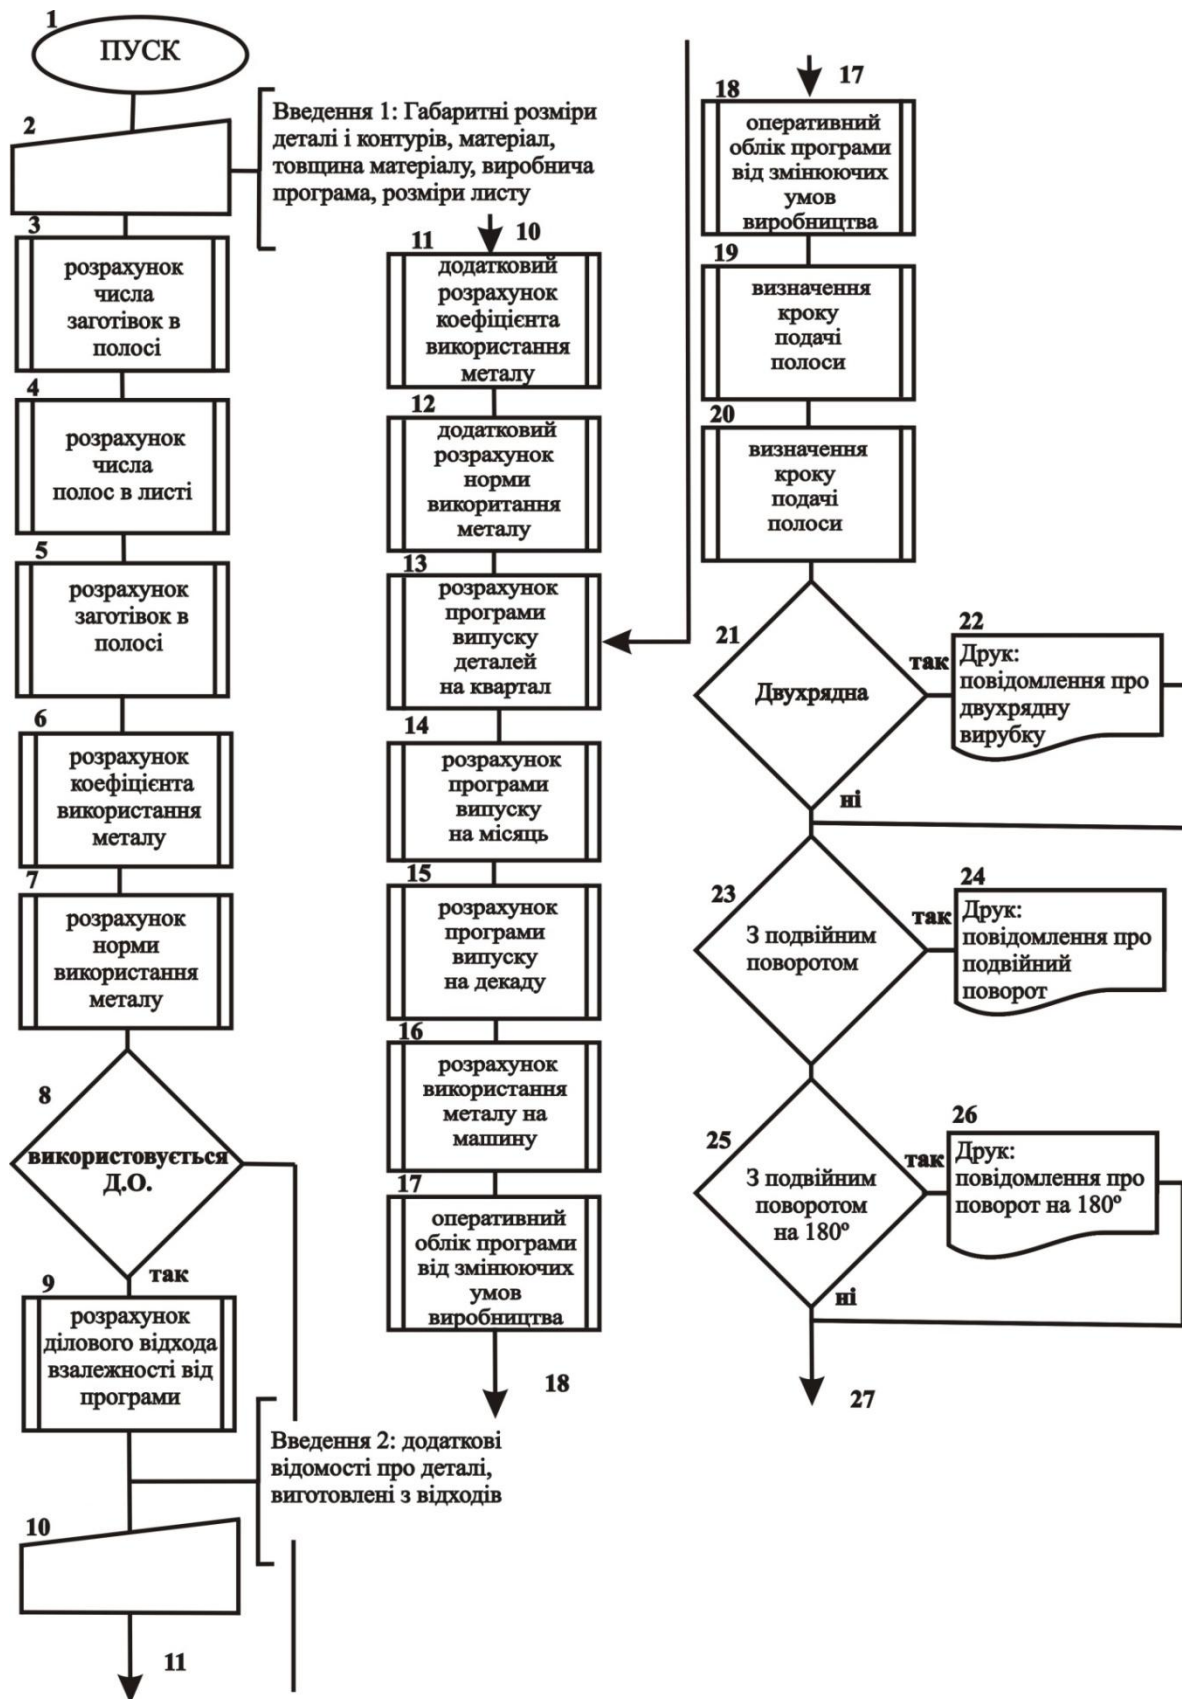 1
ПУСК
2
Введення 1: Габаритні розміри
деталі і контурів, матеріал,
товщина матеріалу, виробнича
програма, розміри листу
3
розрахунок
числа
заготівок в
полосі
4
розрахунок
числа
полос в листі
5
розрахунок
заготівок в
полосі
6
розрахунок
коефіцієнта
використання
металу
7
розрахунок
норми
використання
металу
8
використовується
Д.О.
так
9
розрахунок
ділового відхода
взалежності від
програми
Введення 2: додаткові
відомості про деталі,
виготовлені з відходів
10
11
10
11
додатковий
розрахунок
коефіцієнта
використання
металу
12
додатковий
розрахунок
норми
викоритання
металу
13
розрахунок
програми
випуску
деталей
на квартал
14
розрахунок
програми
випуску
на місяць
15
розрахунок
програми
випуску
на декаду
16
розрахунок
використання
металу на
машину
17
оперативний
облік програми
від змінюючих
умов
виробництва
18
17
18
оперативний
облік програми
від змінюючих
умов
виробництва
19
визначення
кроку
подачі
полоси
20
визначення
кроку
подачі
полоси
21
Двухрядна
так
22
Друк:
повідомлення про
двухрядну
вирубку
ні
23
З подвійним
поворотом
так
24
Друк:
повідомлення про
подвійний
поворот
25
З подвійним
поворотом
на 180º
так
26
Друк:
повідомлення про
поворот на 180º
ні
27